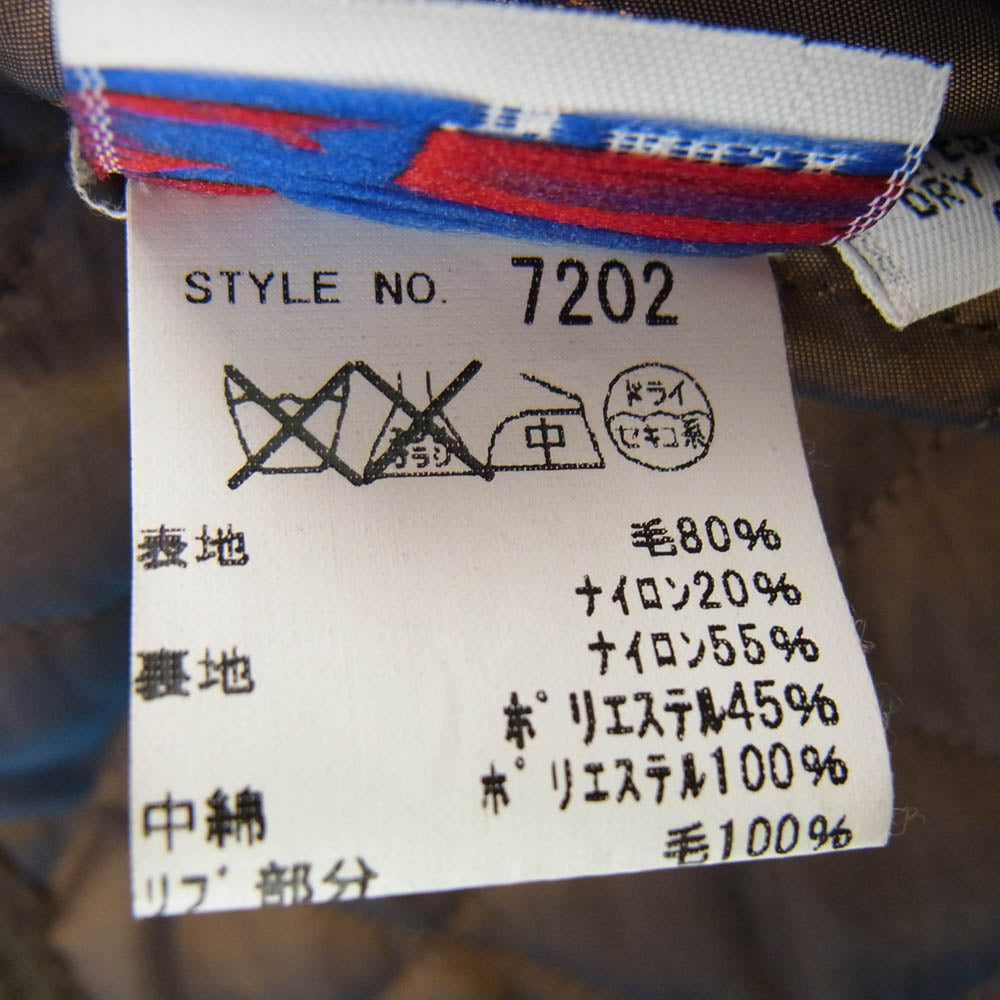 DRY
STYLE NO. 7202
中
ドライ
セキユ系
表地 毛80%
ナイロン20%
裏地 ナイロン55%
ポリエステル45%
中綿 ポリエステル100%
リブ部分 毛100%